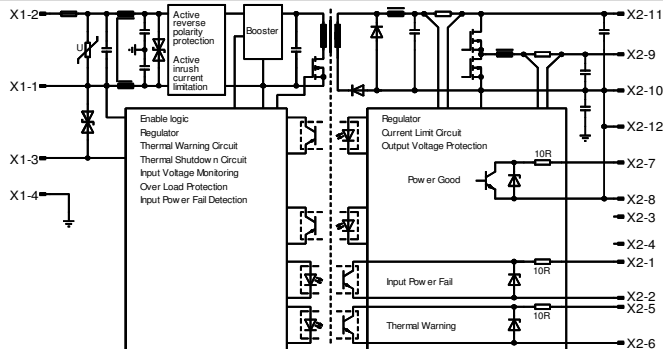 X1-2
X1-1
X1-3
X1-4
U
Active
reverse
polarity
protection
Active
inrush
current
limitation
Booster
Enable logic
Regulator
Thermal Warning Circuit
Thermal Shutdown Circuit
Input Voltage Monitoring
Over Load Protection
Input Power Fail Detection
Regulator
Current Limit Circuit
Output Voltage Protection
Power Good
10R
Input Power Fail
10R
Thermal Warning
10R
X2-11
X2-9
X2-10
X2-12
X2-7
X2-8
X2-3
X2-4
X2-1
X2-2
X2-5
X2-6